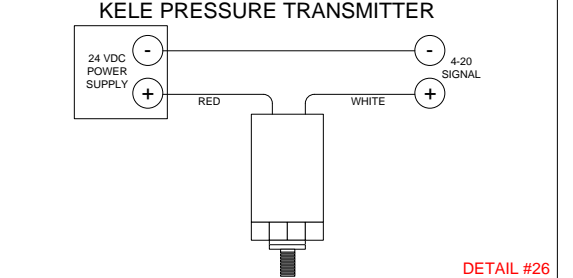 KELE PRESSURE TRANSMITTER
24 VDC
POWER
SUPPLY
-
+
RED
WHITE
-
+
4-20
SIGNAL
DETAIL #26